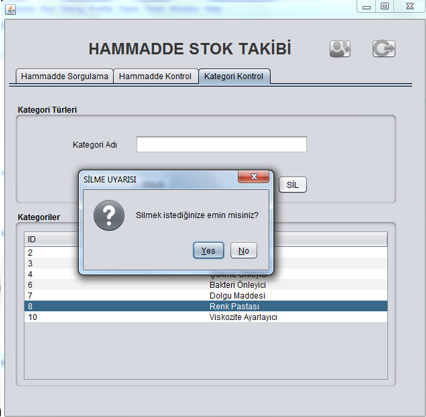 HAMMADDE STOK TAKİBİ
Hammadde Sorgulama Hammadde Kontrol Kategori Kontrol
Kategori Türleri
Kategori Adı
SİLME UYARISI
SİL
Silmek istediğinize emin misiniz?
Yes No
Kategoriler
ID
2
3
4
6 Bakteri Önleyici
7 Dolgu Maddesi
8 Renk Pastası
10 Viskozite Ayarlayıcı